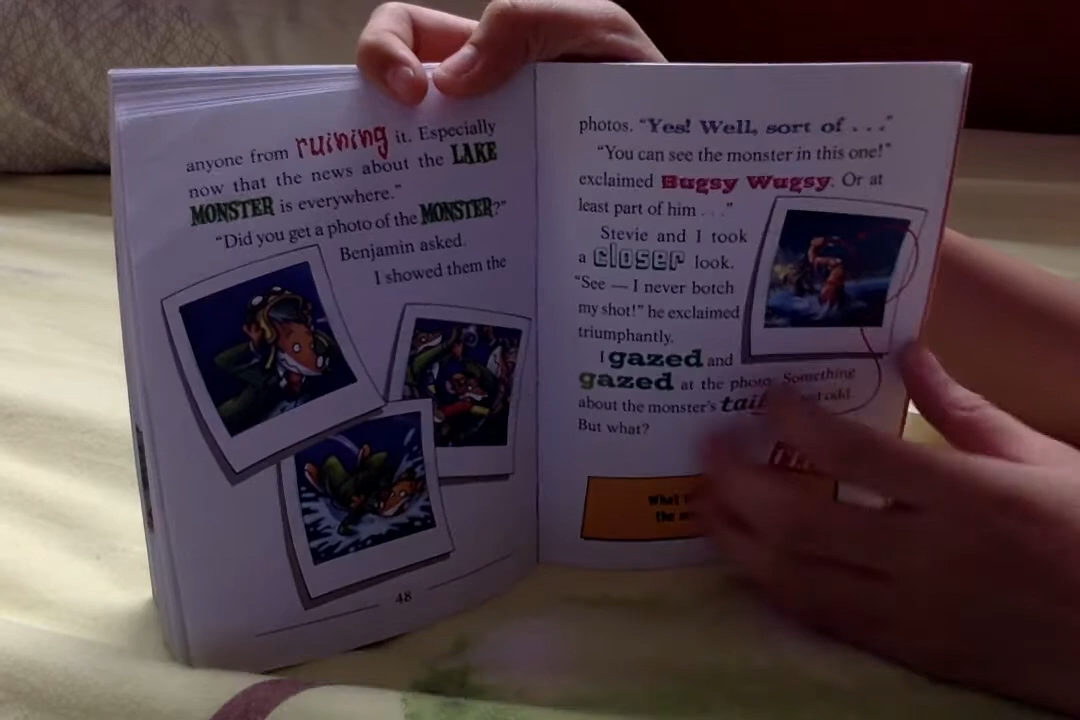 anyone from ruining it. Especially
now that the news about the LAKE
MONSTER is everywhere."
"Did you get a photo of the MONSTER?"
Benjamin asked.
I showed them the
48
photos. "Yes! Well, sort of . . ."
"You can see the monster in this one!"
exclaimed Bugsy Wugsy. Or at
least part of him . . ."
Stevie and I took
a closer look.
"See — I never botch
my shot!" he exclaimed
triumphantly.
I gazed and
gazed at the photo. Something
about the monster's tail odd.
But what?
What
the